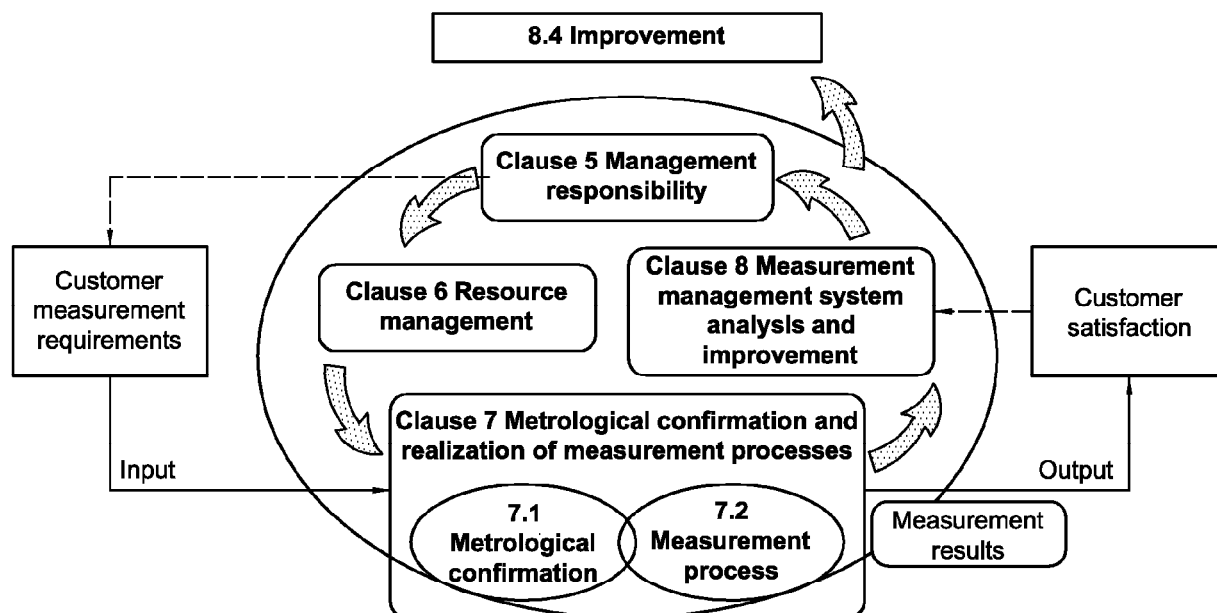 8.4 Improvement
Clause 5 Management
responsibility
Customer
measurement
requirements
Clause 6 Resource
management
Clause 8 Measurement
management system
analysis and
improvement
Customer
satisfaction
Clause 7 Metrological confirmation and
realization of measurement processes
Input
Output
7.1
Metrological
confirmation
7.2
Measurement
process
Measurement
results